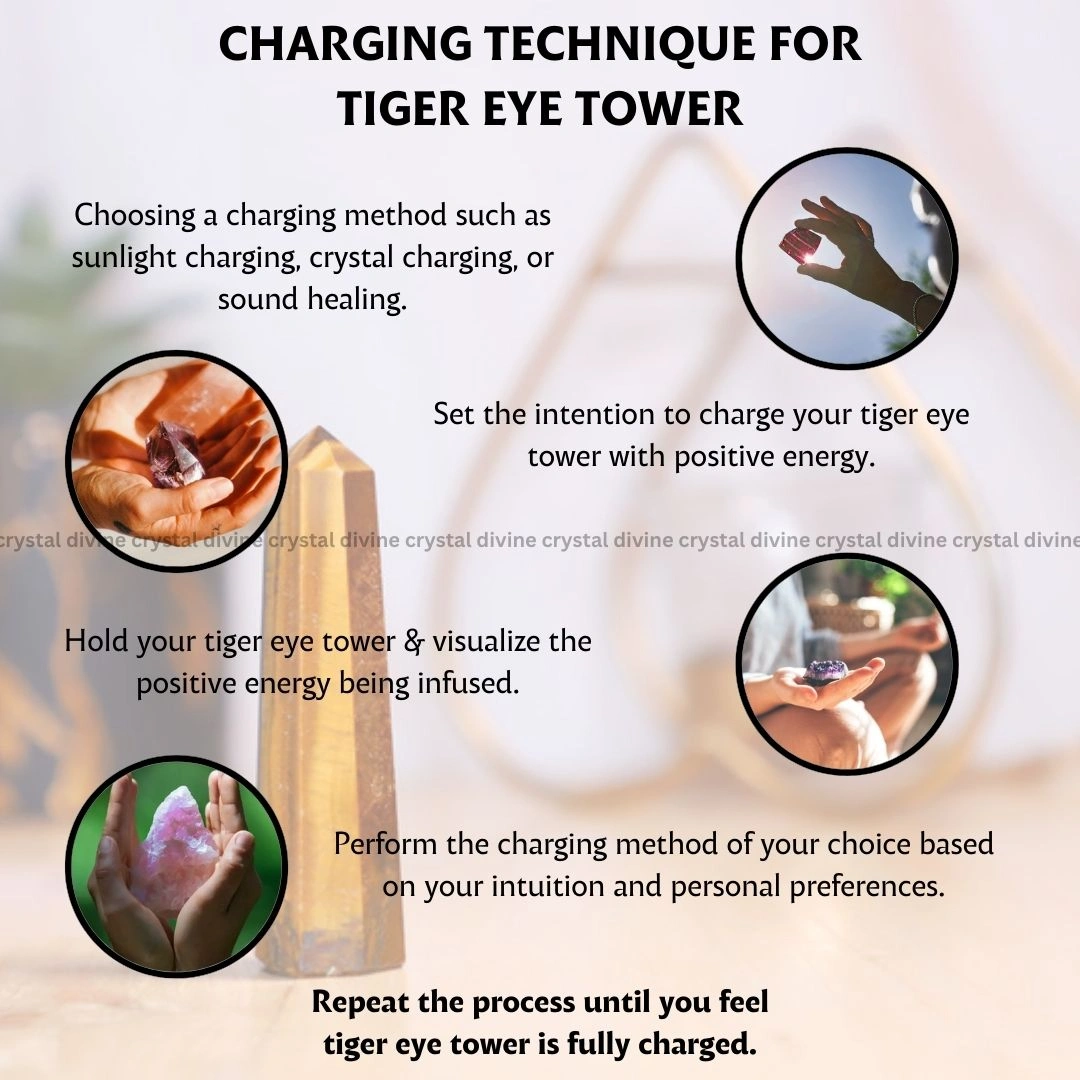 CHARGING TECHNIQUE FOR
TIGER EYE TOWER
Choosing a charging method such as
sunlight charging, crystal charging, or
sound healing.
Set the intention to charge your tiger eye
tower with positive energy.
crystal divine crystal divine crystal divine crystal divine crystal divine crystal divine crystal divine crystal divine
Hold your tiger eye tower & visualize the
positive energy being infused.
Perform the charging method of your choice based
on your intuition and personal preferences.
Repeat the process until you feel
tiger eye tower is fully charged.